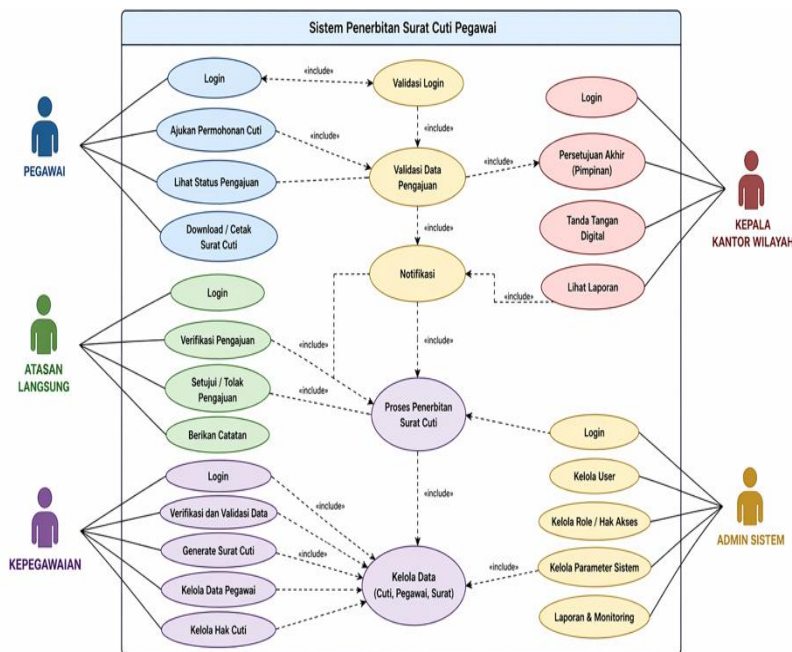 Sistem Penerbitan Surat Cuti Pegawai
Login
«include»
Validasi Login
Login
Ajukan Permohonan Cuti
«include»
«include»
PEGAWAI
Lihat Status Pengajuan
Validasi Data
Pengajuan
«include»
Persetujuan Akhir
(Pimpinan)
Download / Cetak
Surat Cuti
«include»
Tanda Tangan
Digital
KEPALA
KANTOR WILAYAH
Login
Notifikasi
Lihat Laporan
«include»
ATASAN
LANGSUNG
Verifikasi Pengajuan
«include»
«include»
Setujui / Tolak
Pengajuan
«include»
Berikan Catatan
Proses Penerbitan
Surat Cuti
Login
Login
Kelola User
«include»
«include»
Verifikasi dan Validasi Data
Kelola Role / Hak Akses
ADMIN SISTEM
KEPEGAWAIAN
Generate Surat Cuti
«include»
Kelola Data
(Cuti, Pegawai, Surat)
«include»
Kelola Parameter Sistem
Kelola Data Pegawai
Laporan & Monitoring
Kelola Hak Cuti